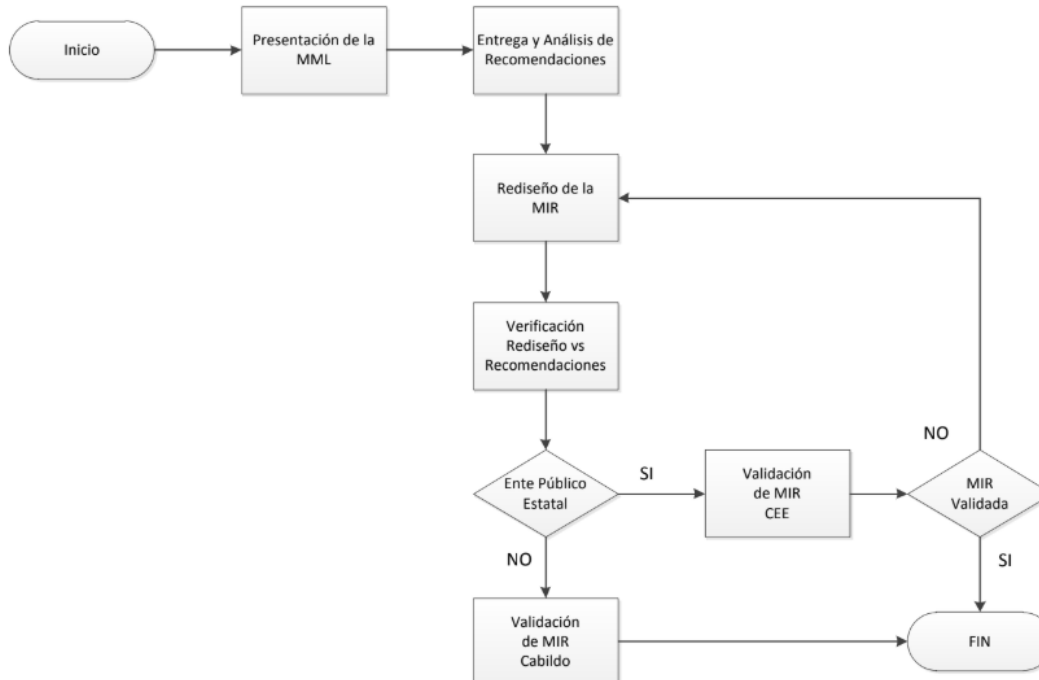 Inicio
Presentación de la
MML
Entrega y Análisis de
Recomendaciones
Rediseño de la
MIR
Verificación
Rediseño vs
Recomendaciones
Ente Público
Estatal
SI
Validación
de MIR
CEE
NO
MIR
Validada
NO
SI
Validación
de MIR
Cabildo
FIN